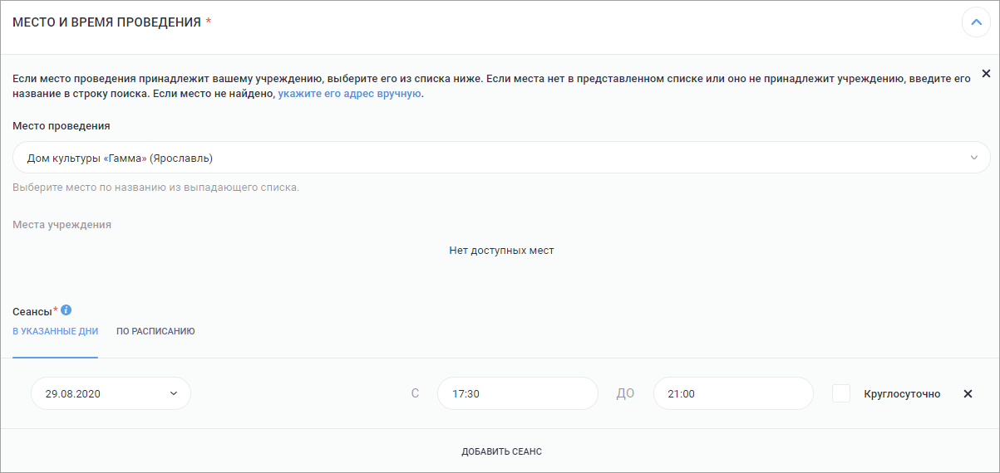 МЕСТО И ВРЕМЯ ПРОВЕДЕНИЯ *
Если место проведения принадлежит вашему учреждению, выберите его из списка ниже. Если места нет в представленном списке или оно не принадлежит учреждению, введите его
название в строку поиска. Если место не найдено, укажите его адрес вручную.
Место проведения
Дом культуры «Гамма» (Ярославль)
Выберите место по названию из выпадающего списка.
Места учреждения
Нет доступных мест
Сеансы*
В УКАЗАННЫЕ ДНИ ПО РАСПИСАНИЮ
29.08.2020 С 17:30 ДО 21:00 Круглосуточно
ДОБАВИТЬ СЕАНС